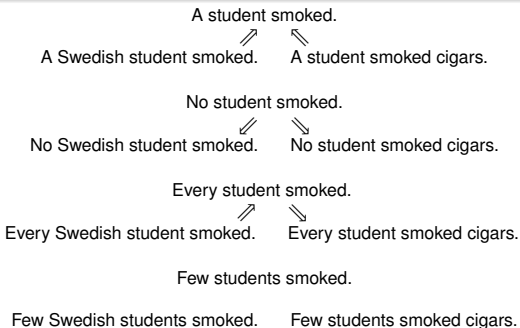 A student smoked.
A Swedish student smoked. A student smoked cigars.
No student smoked.
No Swedish student smoked. No student smoked cigars.
Every student smoked.
Every Swedish student smoked. Every student smoked cigars.
Few students smoked.
Few Swedish students smoked. Few students smoked cigars.